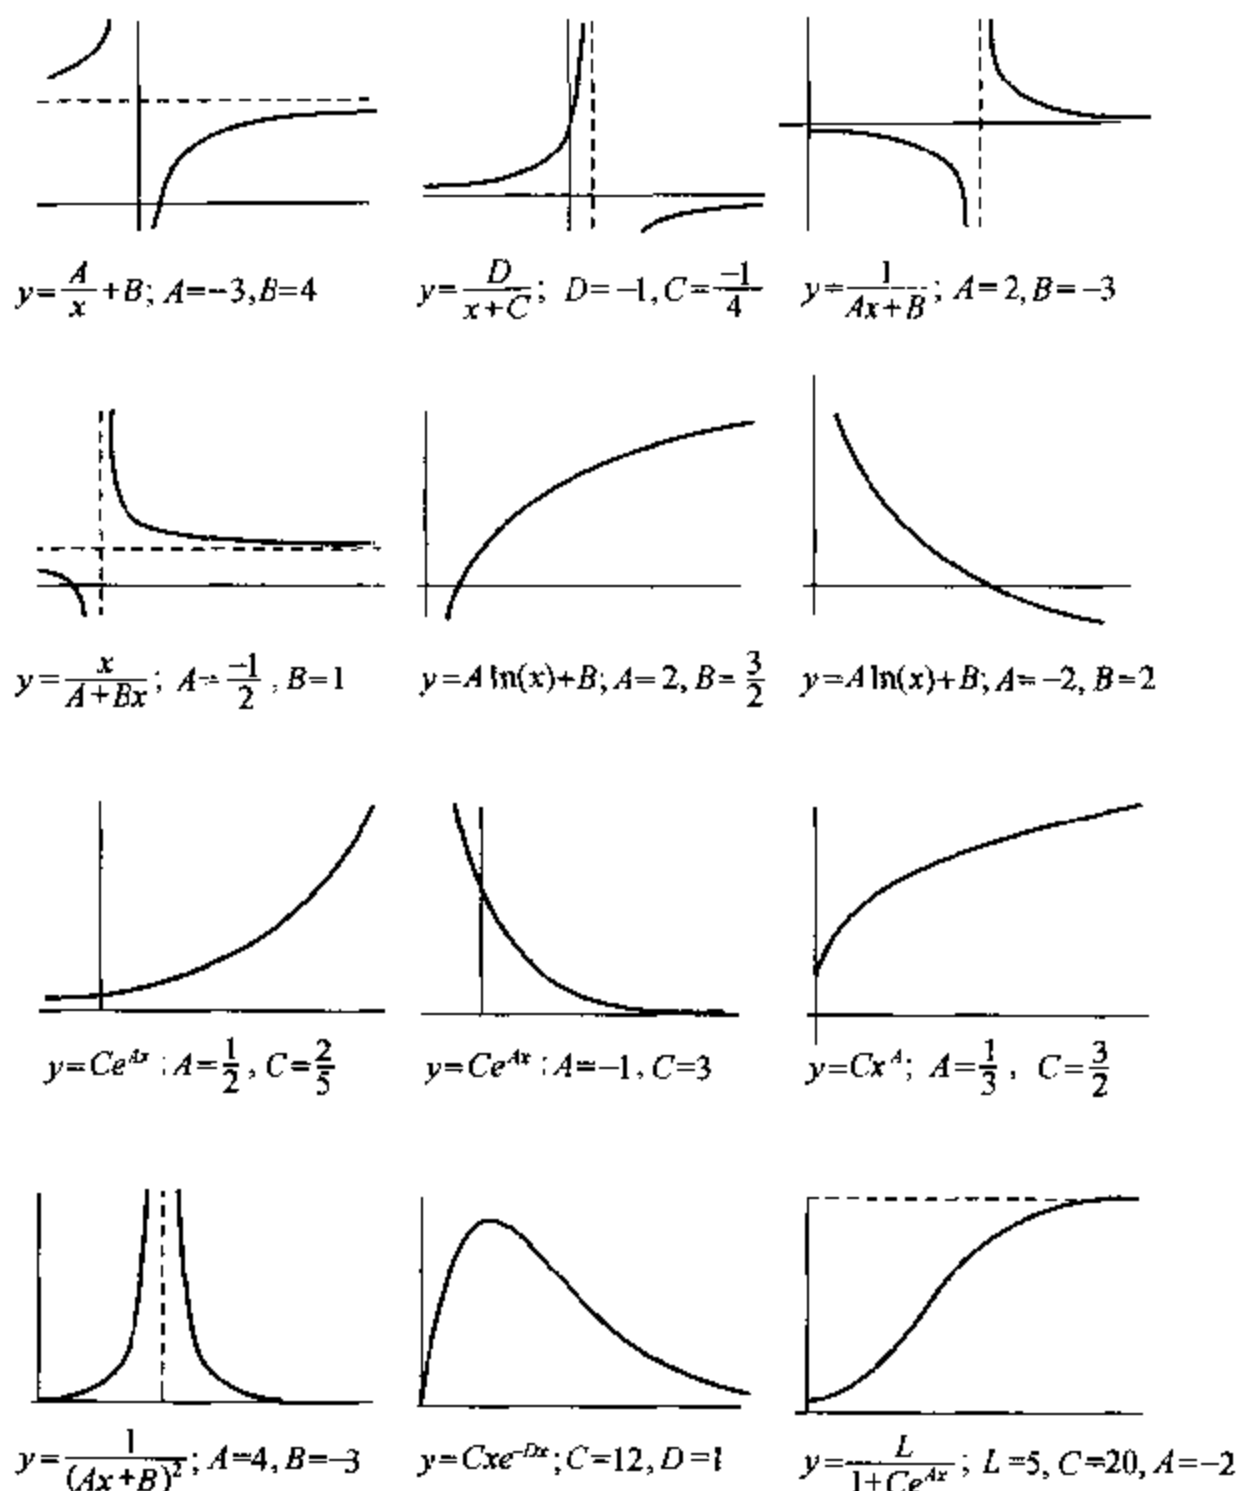 y=A/x+B; A=-3, B=4
y=D/(x+C); D=-1, C=-1/4
y=1/(Ax+B); A=2, B=-3
y=x/(A+Bx); A=-1/2, B=1
y=A ln(x)+B; A=2, B=3/2
y=A ln(x)+B; A=-2, B=2
y=Ce^{Ax}; A=1/2, C=2/5
y=Ce^{Ax}; A=-1, C=3
y=Cx^A; A=1/3, C=3/2
y=1/(Ax+B)^2; A=4, B=-3
y=Cxe^{-Dx}; C=12, D=1
y=L/(1+Ce^{Ax}); L=5, C=20, A=-2